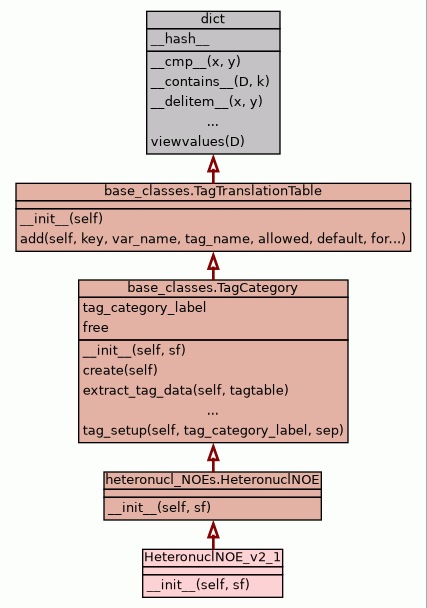 dict
__hash__
__cmp__(x, y)
__contains__(D, k)
__delitem__(x, y)
...
viewvalues(D)
base_classes.TagTranslationTable
__init__(self)
add(self, key, var_name, tag_name, allowed, default, for...)
base_classes.TagCategory
tag_category_label
free
__init__(self, sf)
create(self)
extract_tag_data(self, tagtable)
...
tag_setup(self, tag_category_label, sep)
heteronucl_NOEs.HeteronuclNOE
__init__(self, sf)
HeteronuclNOE_v2_1
__init__(self, sf)